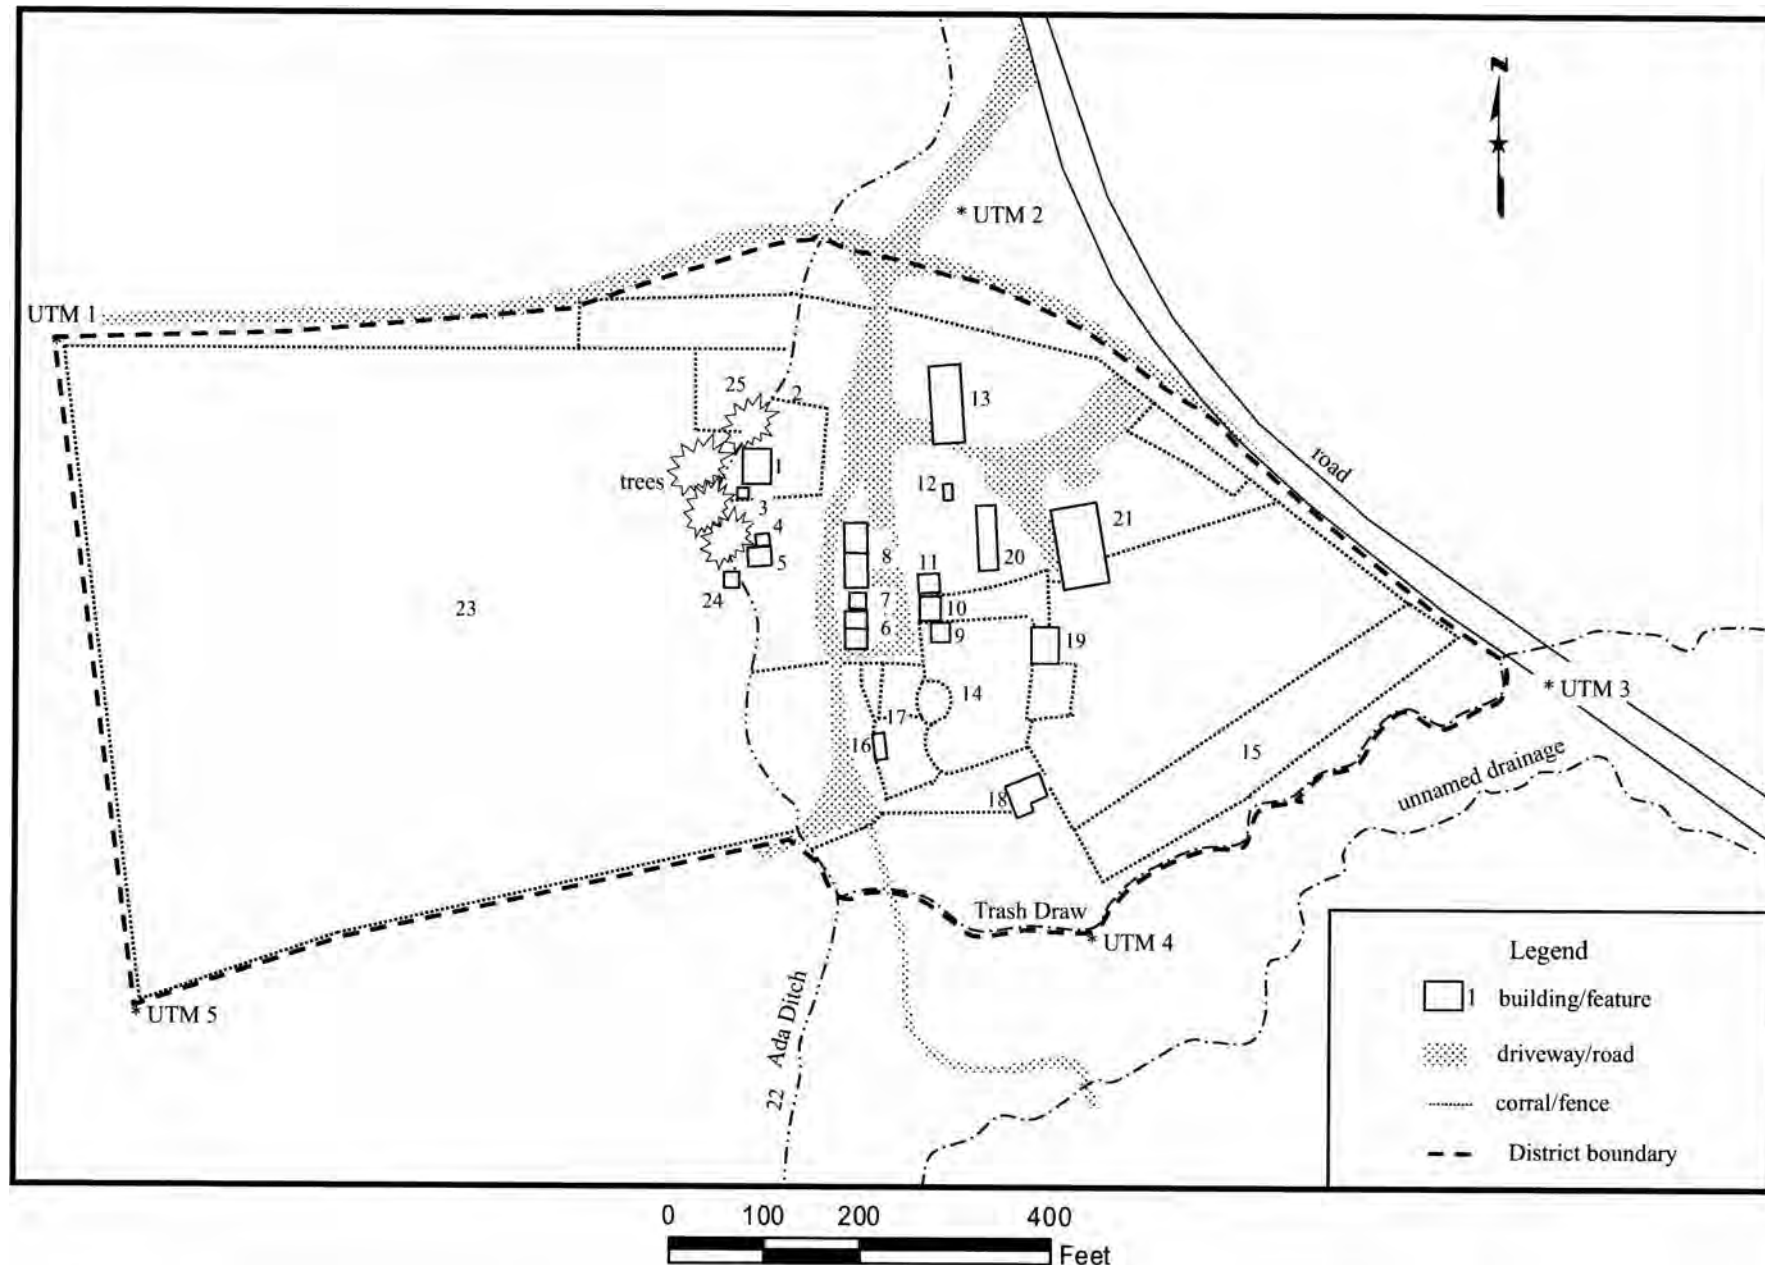 N
* UTM 2
UTM 1
25
2
13
1
trees
12
3
4
21
5
8
11
20
24
7
10
23
6
9
19
road
14
* UTM 3
17
16
15
18
unnamed drainage
Trash Draw
* UTM 4
* UTM 5
Ada Ditch
22
Legend
1 building/feature
driveway/road
corral/fence
District boundary
0 100 200 400
Feet